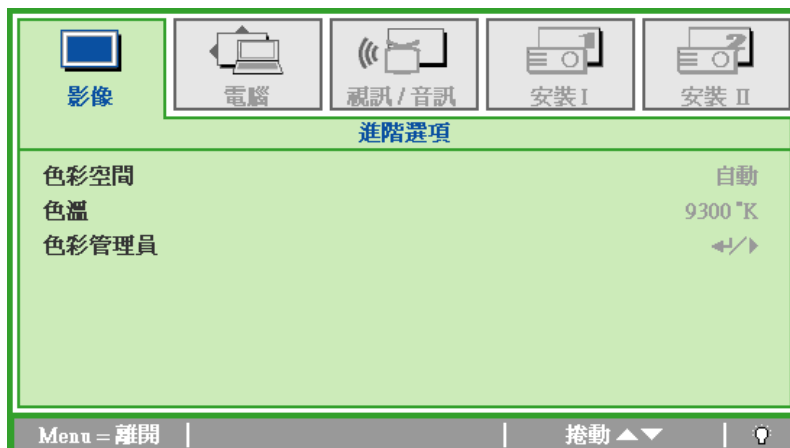 影像
電腦
視訊 / 音訊
安裝 I
安裝 II
進階選項
色彩空間 自動
色溫 9300 °K
色彩管理員
Menu = 離開
捲動